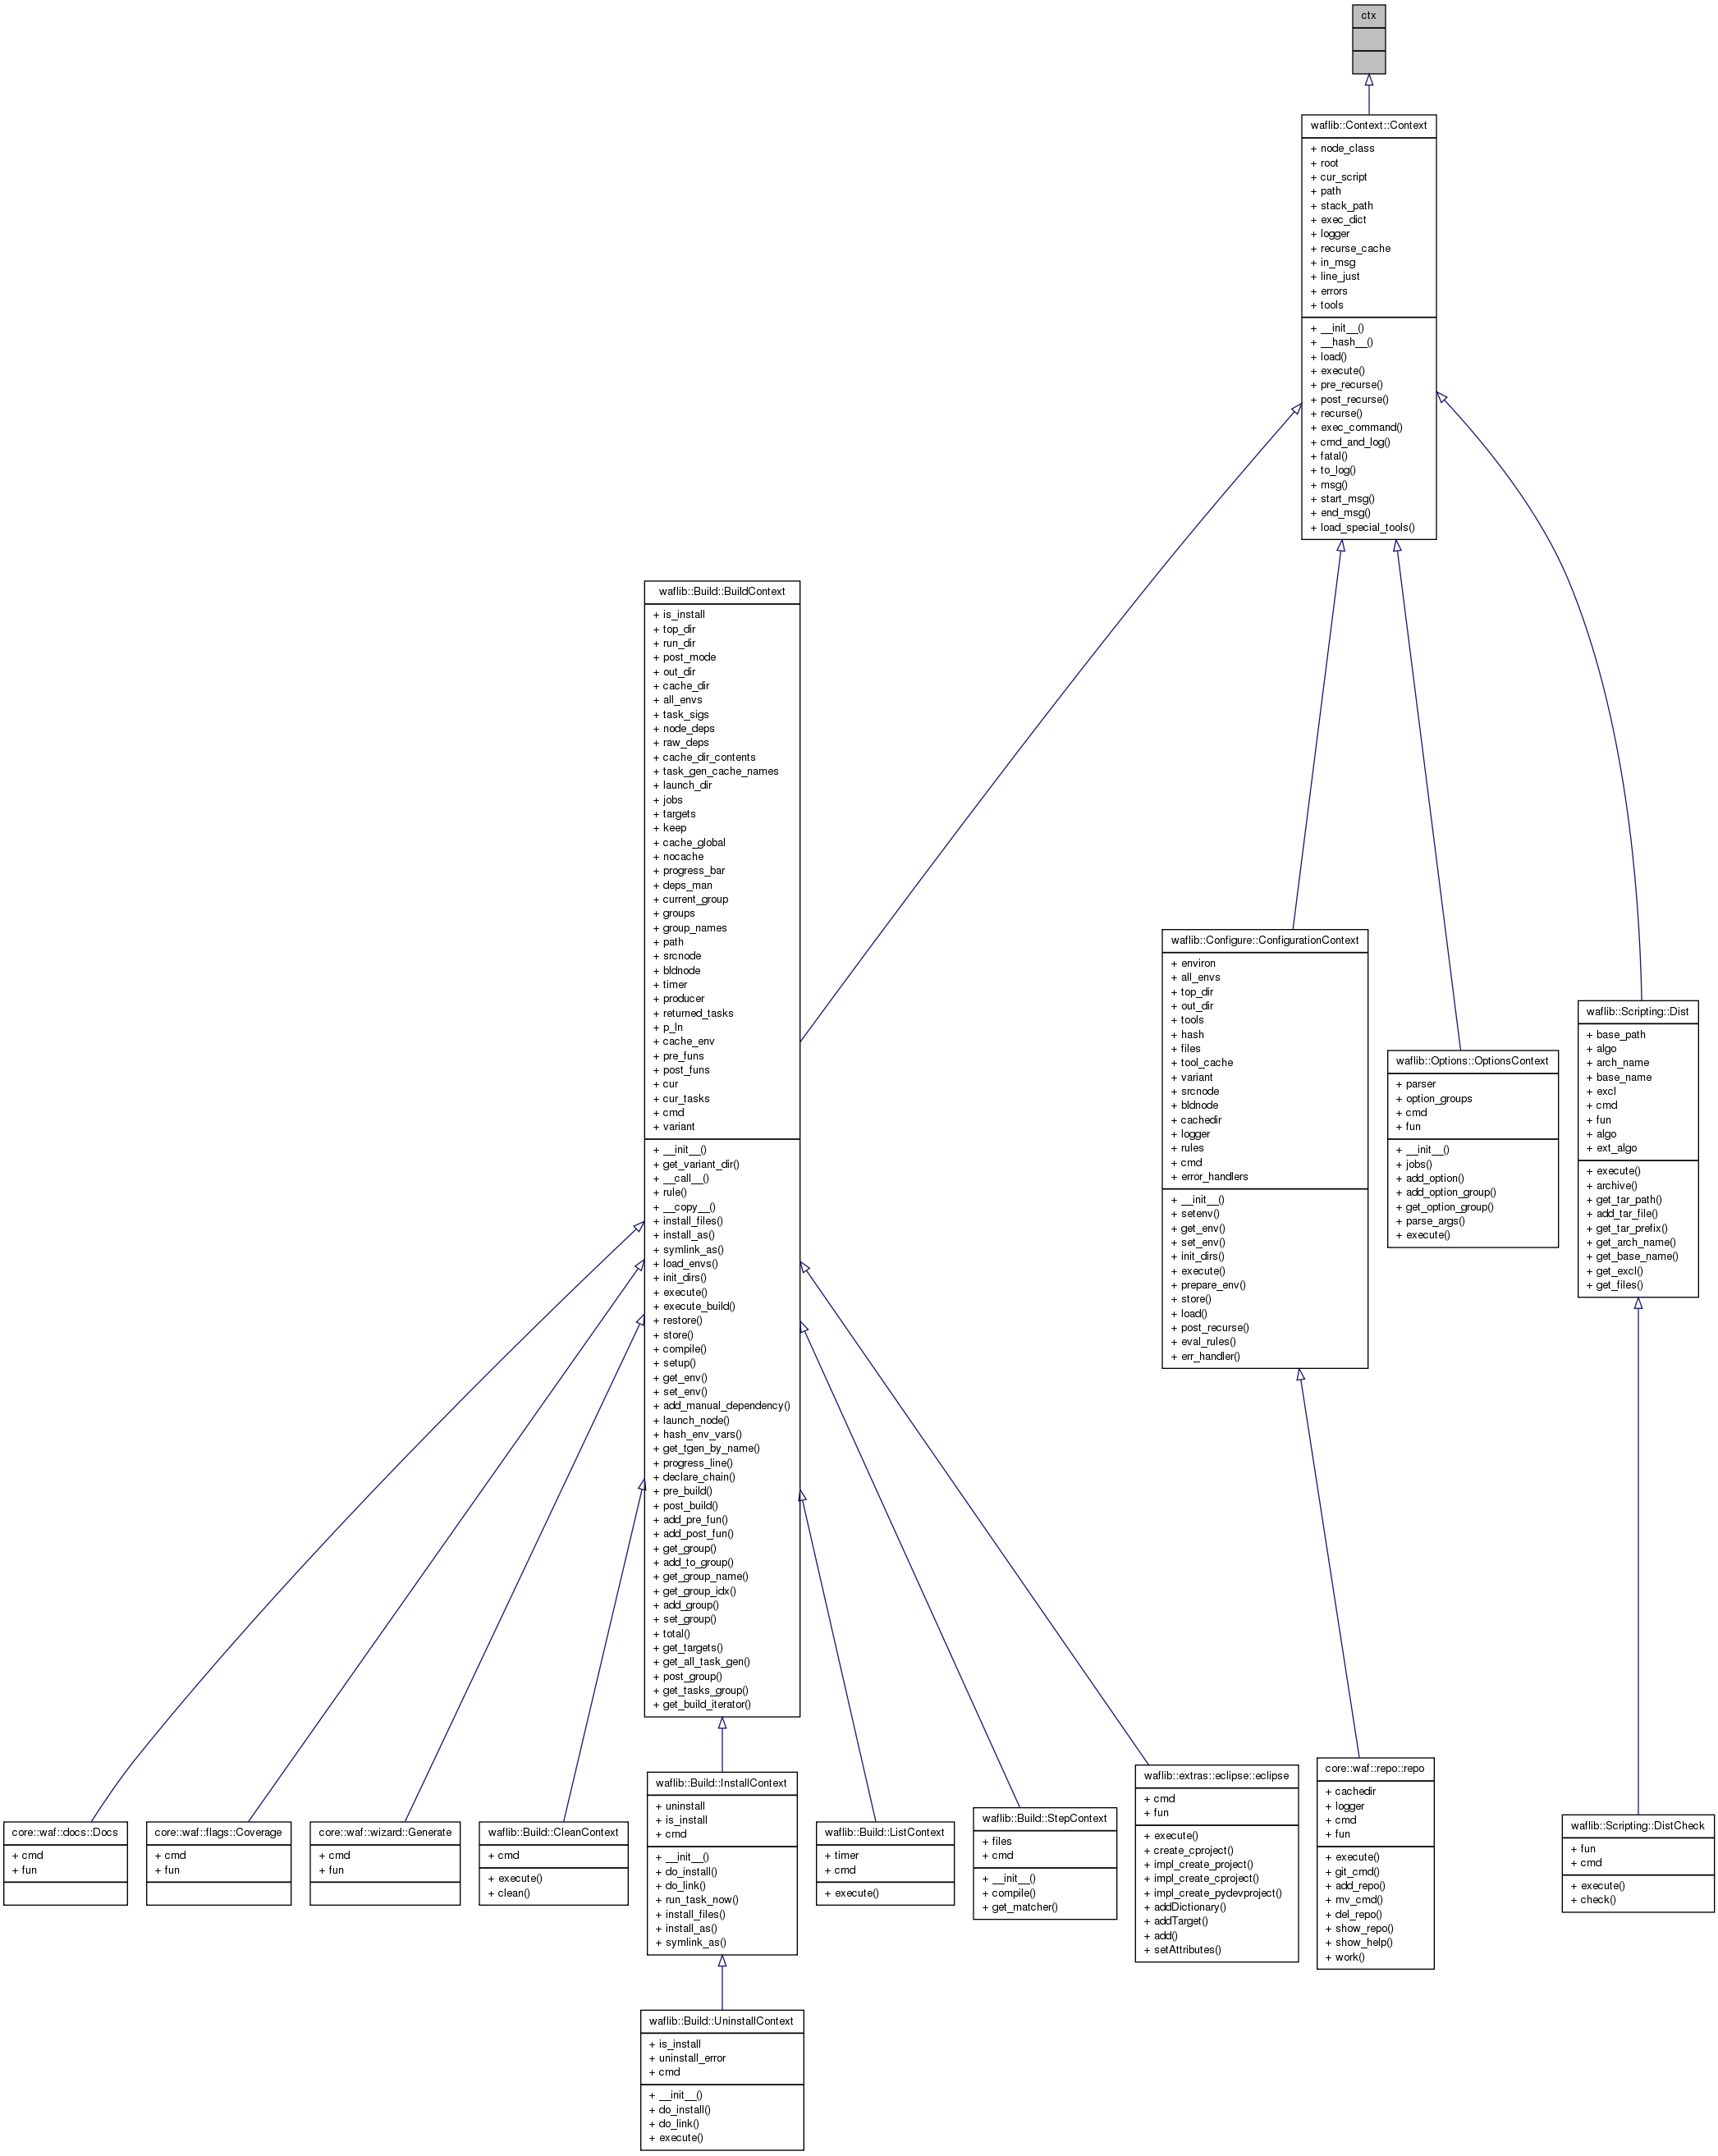 ctx
waflib::Context::Context
+ node_class
+ root
+ cur_script
+ path
+ stack_path
+ exec_dict
+ logger
+ recurse_cache
+ in_msg
+ line_just
+ errors
+ tools
+ __init__()
+ __hash__()
+ load()
+ execute()
+ pre_recurse()
+ post_recurse()
+ recurse()
+ exec_command()
+ cmd_and_log()
+ fatal()
+ to_log()
+ msg()
+ start_msg()
+ end_msg()
+ load_special_tools()
waflib::Build::BuildContext
+ is_install
+ top_dir
+ run_dir
+ post_mode
+ out_dir
+ cache_dir
+ all_envs
+ task_sigs
+ node_deps
+ raw_deps
+ cache_dir_contents
+ task_gen_cache_names
+ launch_dir
+ jobs
+ targets
+ keep
+ cache_global
+ nocache
+ progress_bar
+ deps_man
+ current_group
+ groups
+ group_names
+ path
+ srcnode
+ bldnode
+ timer
+ producer
+ returned_tasks
+ p_ln
+ cache_env
+ pre_funs
+ post_funs
+ cur
+ cur_tasks
+ cmd
+ variant
+ __init__()
+ get_variant_dir()
+ __call__()
+ rule()
+ __copy__()
+ install_files()
+ install_as()
+ symlink_as()
+ load_envs()
+ init_dirs()
+ execute()
+ execute_build()
+ restore()
+ store()
+ compile()
+ setup()
+ get_env()
+ set_env()
+ add_manual_dependency()
+ launch_node()
+ hash_env_vars()
+ get_tgen_by_name()
+ progress_line()
+ declare_chain()
+ pre_build()
+ post_build()
+ add_pre_fun()
+ add_post_fun()
+ get_group()
+ add_to_group()
+ get_group_name()
+ get_group_idx()
+ add_group()
+ set_group()
+ total()
+ get_targets()
+ get_all_task_gen()
+ post_group()
+ get_tasks_group()
+ get_build_iterator()
waflib::Configure::ConfigurationContext
+ environ
+ all_envs
+ top_dir
+ out_dir
+ tools
+ hash
+ files
+ tool_cache
+ variant
+ srcnode
+ bldnode
+ cachedir
+ logger
+ rules
+ cmd
+ error_handlers
+ __init__()
+ setenv()
+ get_env()
+ set_env()
+ init_dirs()
+ execute()
+ prepare_env()
+ store()
+ load()
+ post_recurse()
+ eval_rules()
+ err_handler()
waflib::Options::OptionsContext
+ parser
+ option_groups
+ cmd
+ fun
+ __init__()
+ jobs()
+ add_option()
+ add_option_group()
+ get_option_group()
+ parse_args()
+ execute()
waflib::Scripting::Dist
+ base_path
+ algo
+ arch_name
+ base_name
+ excl
+ cmd
+ fun
+ algo
+ ext_algo
+ execute()
+ archive()
+ get_tar_path()
+ add_tar_file()
+ get_tar_prefix()
+ get_arch_name()
+ get_base_name()
+ get_excl()
+ get_files()
core::waf::docs::Docs
+ cmd
+ fun
core::waf::flags::Coverage
+ cmd
+ fun
core::waf::wizard::Generate
+ cmd
+ fun
waflib::Build::CleanContext
+ cmd
+ execute()
+ clean()
waflib::Build::InstallContext
+ uninstall
+ is_install
+ cmd
+ __init__()
+ do_install()
+ do_link()
+ run_task_now()
+ install_files()
+ install_as()
+ symlink_as()
waflib::Build::ListContext
+ timer
+ cmd
+ execute()
waflib::Build::StepContext
+ files
+ cmd
+ __init__()
+ compile()
+ get_matcher()
waflib::extras::eclipse::eclipse
+ cmd
+ fun
+ execute()
+ create_cproject()
+ impl_create_project()
+ impl_create_cproject()
+ impl_create_pydevproject()
+ addDictionary()
+ addTarget()
+ add()
+ setAttributes()
core::waf::repo::repo
+ cachedir
+ logger
+ cmd
+ fun
+ execute()
+ git_cmd()
+ add_repo()
+ mv_cmd()
+ del_repo()
+ show_repo()
+ show_help()
+ work()
waflib::Scripting::DistCheck
+ fun
+ cmd
+ execute()
+ check()
waflib::Build::UninstallContext
+ is_install
+ uninstall_error
+ cmd
+ __init__()
+ do_install()
+ do_link()
+ execute()